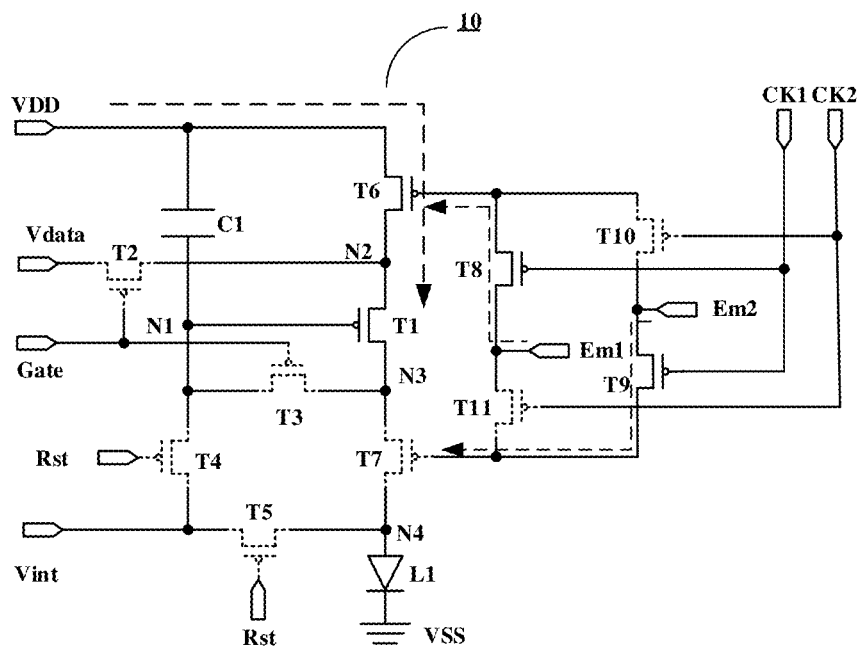 10
VDD
CK1 CK2
T6
C1
T10
Vdata
T2
N2
T8
Em2
N1
T1
Em1
Gate
N3
T9
T3
T11
Rst
T4
T7
T5
N4
Vint
L1
Rst
VSS